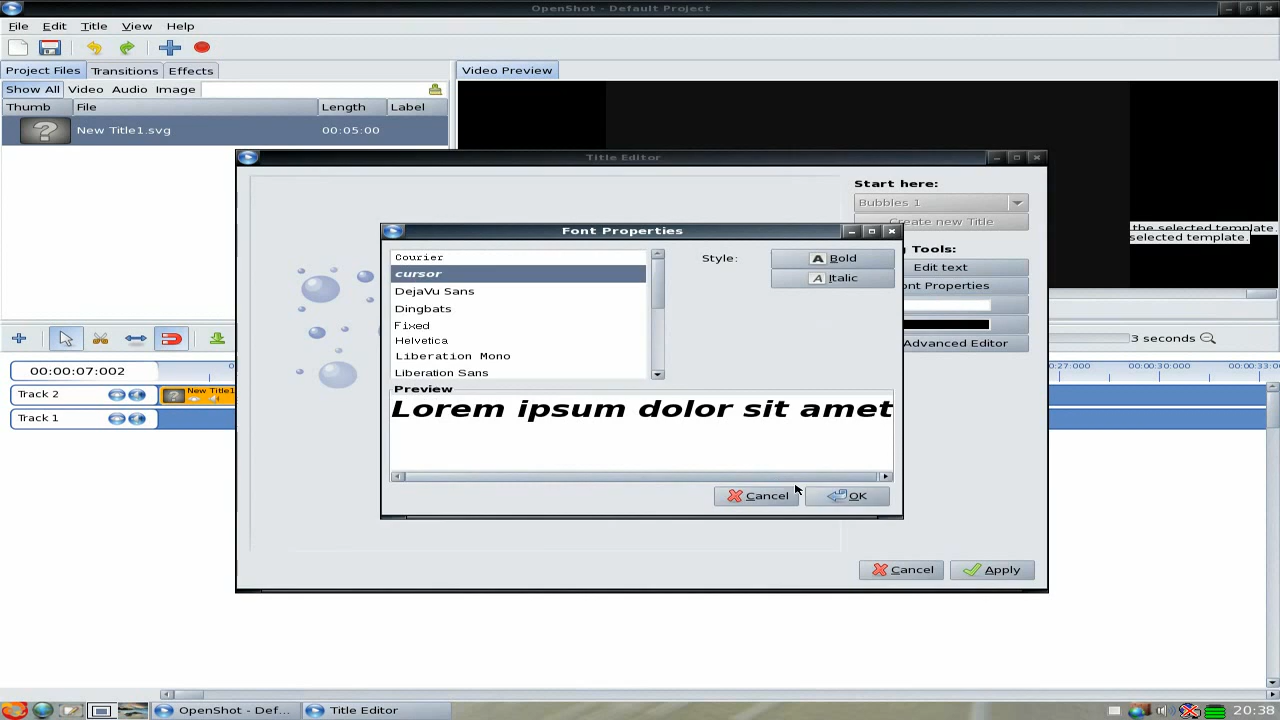 OpenShot - Default Project
File Edit Title View Help
Project Files Transitions Effects
Video Preview
Show All Video Audio Image
Thumb File Length Label
New Title1.svg 00:05:00
Title Editor
Start here:
Bubbles 1
Create new Title
the selected template.
selected template.
Font Properties
Courier
cursor
DejaVu Sans
Dingbats
Fixed
Helvetica
Liberation Mono
Liberation Sans
Style:
Bold
Italic
Tools:
Edit text
ont Properties
Advanced Editor
Preview
Lorem ipsum dolor sit amet
Cancel OK
Cancel Apply
3 seconds
00:00:07:002
:27:000 00:00:30:000 00:00:33:0
Track 2
New Title1
Track 1
OpenShot - Def... Title Editor 20:38